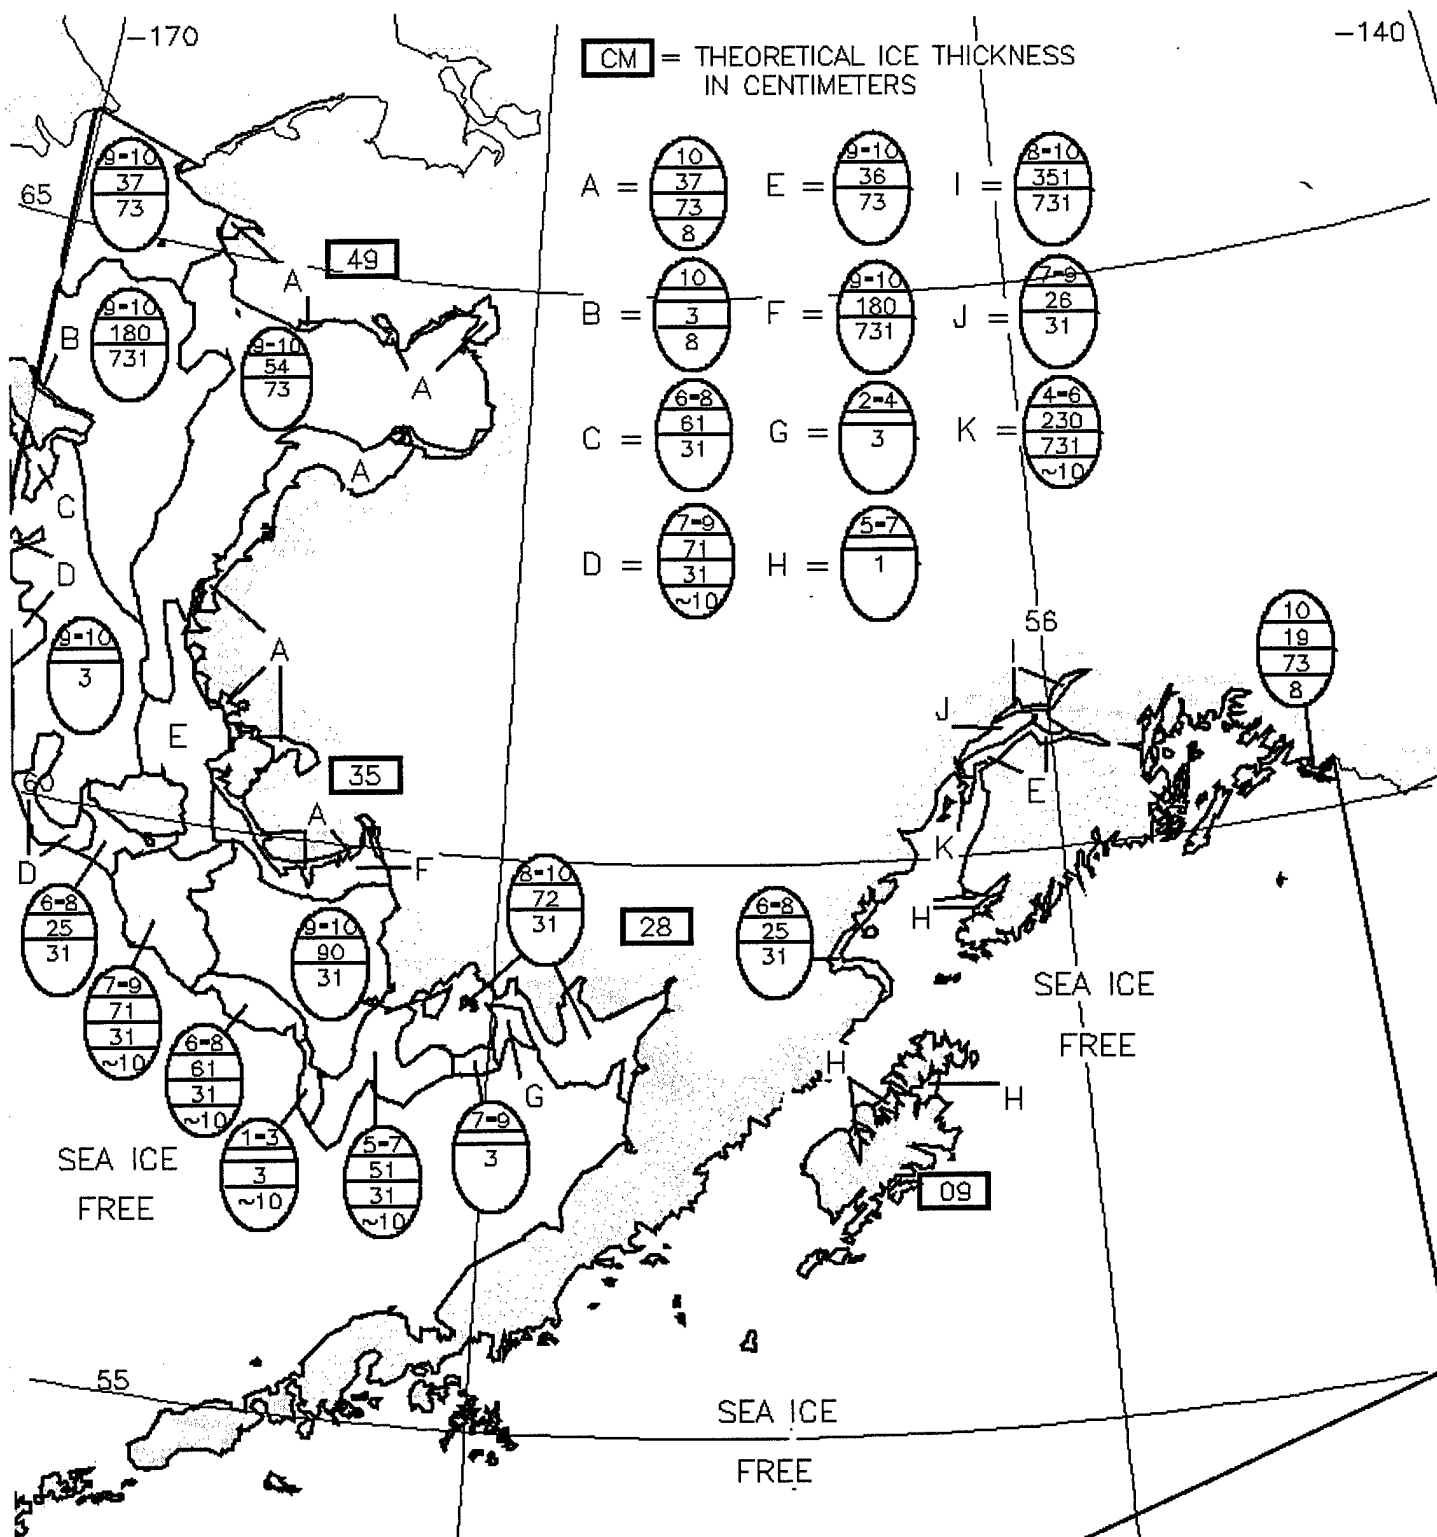 -170
-140
CM = THEORETICAL ICE THICKNESS
IN CENTIMETERS
9-10
37
73
65
A =
10
37
73
8
E =
9-10
36
73
I =
8-10
351
731
49
A
B
9-10
180
731
9-10
54
73
A
B =
10
3
8
F =
9-10
180
731
J =
7-9
26
31
C =
6-8
61
31
G =
2-4
3
K =
4-6
230
731
~10
A
C
D
D =
7-9
71
31
~10
H =
5-7
1
9-10
3
A
E
56
I
J
10
19
73
8
60
35
A
E
K
D
F
H
6-8
25
31
9-10
90
31
8-10
72
31
28
6-8
25
31
SEA ICE
FREE
7-9
71
31
~10
6-8
61
31
~10
G
H
H
SEA ICE
FREE
1-3
3
~10
5-7
51
31
~10
7-9
3
09
55
SEA ICE
FREE